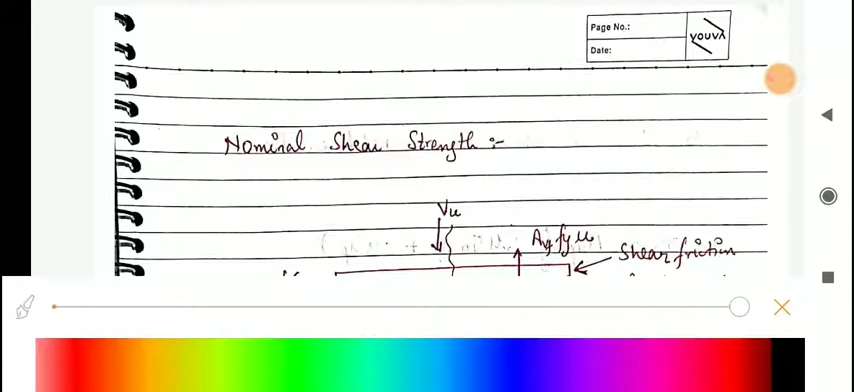 Page No.:
YOUVA
Date:
Nominal Shear Strength :-
Vu
Avf fy μ
Shear friction